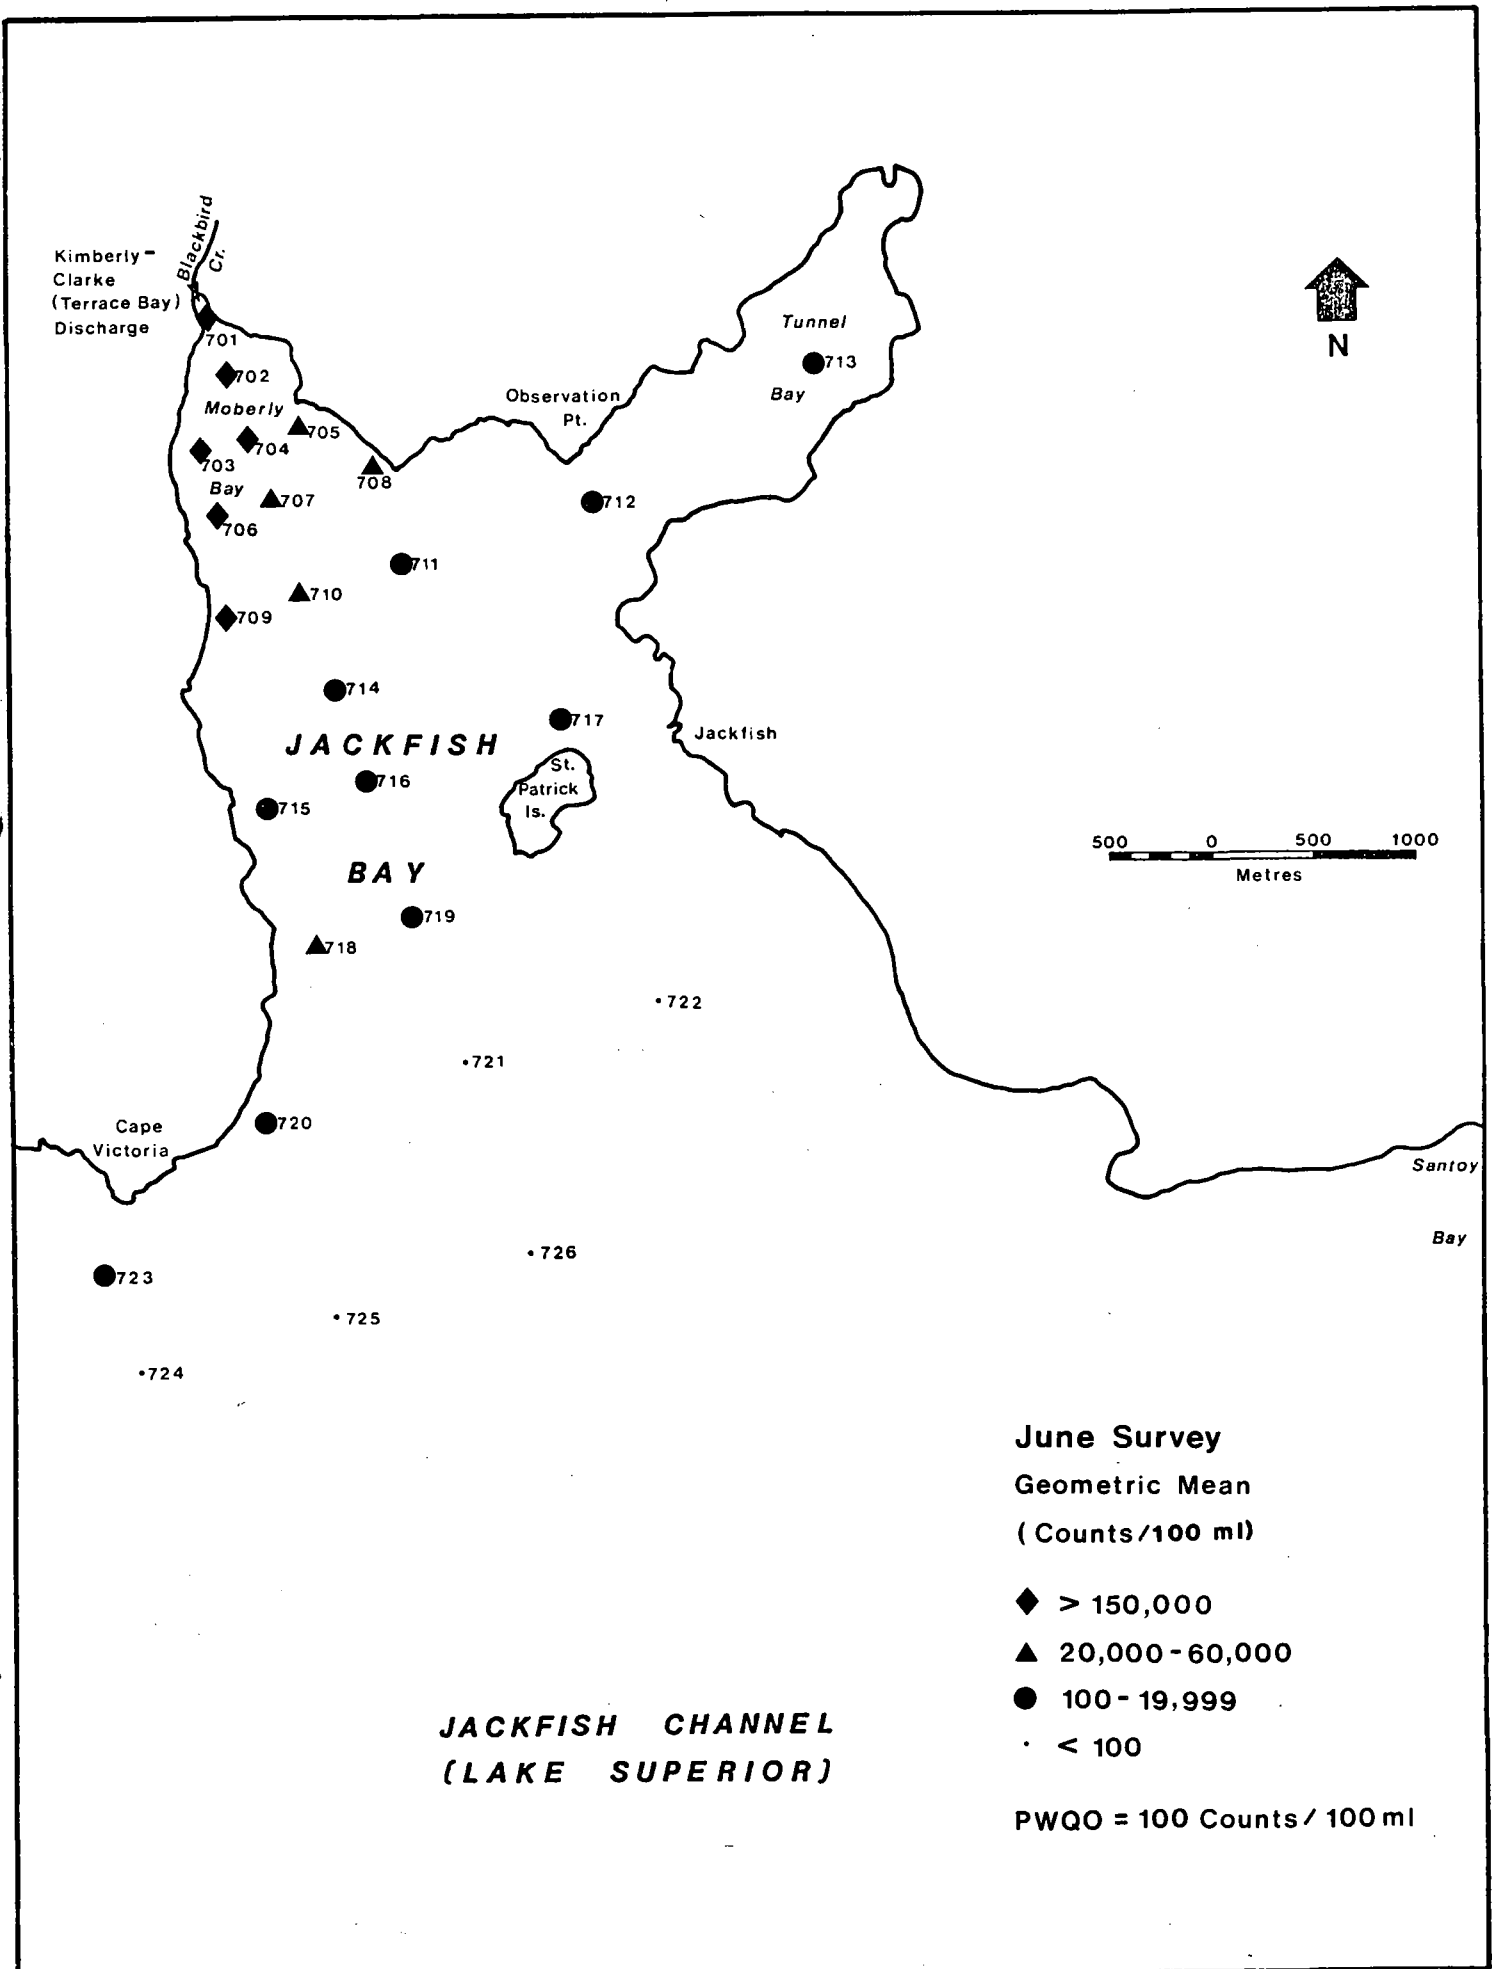 Blackbird
Cr.
Kimberly-
Clarke
(Terrace Bay)
Discharge
701
702
Moberly
705
704
703
708
Bay
707
706
Observation
Pt.
Tunnel
713
Bay
712
N
711
710
709
714
717
JACKFISH
Jackfish
St.
Patrick
Is.
716
715
500 0 500 1000
Metres
BAY
719
718
722
721
720
Cape
Victoria
Santoy
Bay
726
723
725
724
June Survey
Geometric Mean
(Counts/100 ml)
> 150,000
20,000-60,000
100-19,999
< 100
PWQO = 100 Counts/100 ml
JACKFISH CHANNEL
(LAKE SUPERIOR)